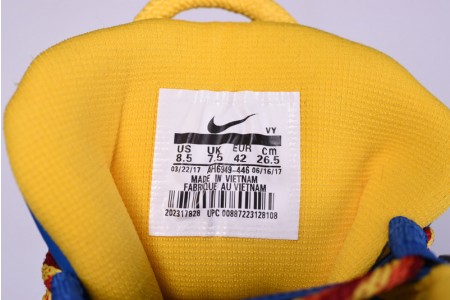 VY
US UK EUR cm
8.5 7.5 42 26.5
03/22/17 AH6949-446 06/16/17
MADE IN VIETNAM
FABRIQUE AU VIETNAM
202317828 UPC 00887223128108